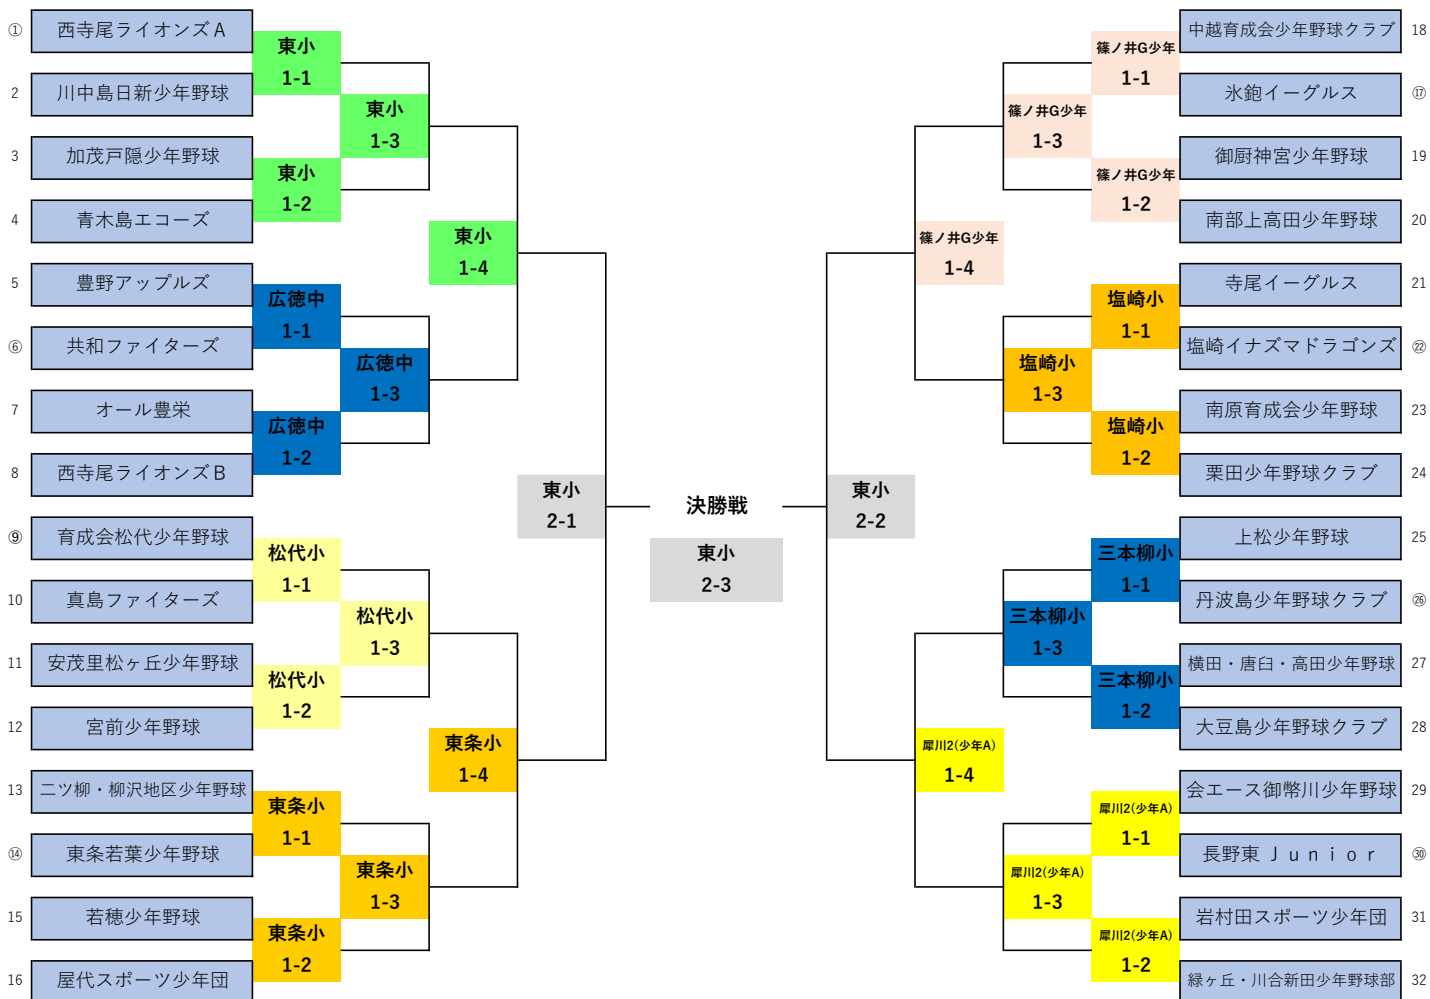 ① 西寺尾ライオンズA
東小
1-1
2 川中島日新少年野球
東小
1-3
3 加茂戸隠少年野球
東小
1-2
4 青木島エコーズ
東小
1-4
5 豊野アップルズ
広徳中
1-1
⑥ 共和ファイターズ
広徳中
1-3
7 オール豊栄
広徳中
1-2
8 西寺尾ライオンズB
東小
2-1
⑨ 育成会松代少年野球
松代小
1-1
10 真島ファイターズ
松代小
1-3
11 安茂里松ヶ丘少年野球
松代小
1-2
12 宮前少年野球
東条小
1-4
13 二ツ柳・柳沢地区少年野球
東条小
1-1
⑭ 東条若葉少年野球
東条小
1-3
15 若穂少年野球
東条小
1-2
16 屋代スポーツ少年団
決勝戦
東小
2-3
中越育成会少年野球クラブ 18
篠ノ井G少年
1-1
氷鉋イーグルス ⑰
篠ノ井G少年
1-3
御厨神宮少年野球 19
篠ノ井G少年
1-2
南部上高田少年野球 20
篠ノ井G少年
1-4
寺尾イーグルス 21
塩崎小
1-1
塩崎イナズマドラゴンズ ㉒
塩崎小
1-3
南原育成会少年野球 23
塩崎小
1-2
栗田少年野球クラブ 24
東小
2-2
上松少年野球 25
三本柳小
1-1
丹波島少年野球クラブ ㉖
三本柳小
1-3
横田・唐臼・高田少年野球 27
三本柳小
1-2
大豆島少年野球クラブ 28
犀川2(少年A)
1-4
会エース御幣川少年野球 29
犀川2(少年A)
1-1
長野東 Ｊｕｎｉｏｒ ㉚
犀川2(少年A)
1-3
岩村田スポーツ少年団 31
犀川2(少年A)
1-2
緑ヶ丘・川合新田少年野球部 32